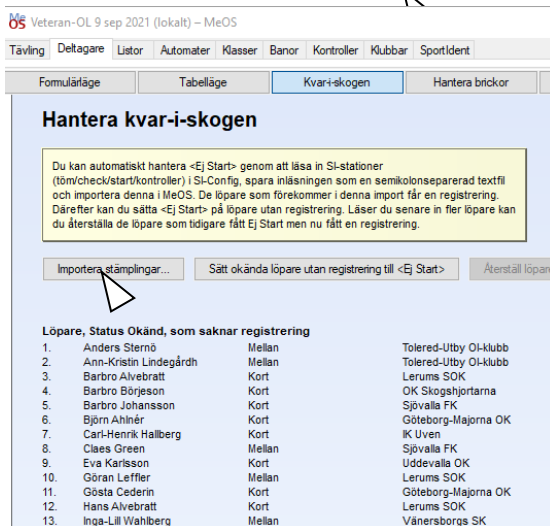 MeOS Veteran-OL 9 sep 2021 (lokalt) – MeOS
Tävling Deltagare Listor Automater Klasser Banor Kontroller Klubbar SportIdent
Formulärläge Tabelläge Kvar-i-skogen Hantera brickor
Hantera kvar-i-skogen
Du kan automatiskt hantera <Ej Start> genom att läsa in SI-stationer
(töm/check/start/kontroller) i SI-Config, spara inläsningen som en semikolonseparerad textfil
och importera denna i MeOS. De löpare som förekommer i denna import får en registrering.
Därefter kan du sätta <Ej Start> på löpare utan registrering. Läser du senare in fler löpare kan
du återställa de löpare som tidigare fått Ej Start men nu fått en registrering.
Importera stämplingar... Sätt okända löpare utan registrering till <Ej Start> Återställ löpare
Löpare, Status Okänd, som saknar registrering
1. Anders Sternö Mellan Tolered-Utby Ol-klubb
2. Ann-Kristin Lindegårdh Mellan Tolered-Utby Ol-klubb
3. Barbro Alvebratt Kort Lerums SOK
4. Barbro Börjeson Kort OK Skogshjortarna
5. Barbro Johansson Kort Sjövalla FK
6. Björn Ahlnér Kort Göteborg-Majorna OK
7. Carl-Henrik Hallberg Kort IK Uven
8. Claes Green Mellan Sjövalla FK
9. Eva Karlsson Kort Uddevalla OK
10. Göran Leffler Mellan Lerums SOK
11. Gösta Cederin Kort Göteborg-Majorna OK
12. Hans Alvebratt Kort Lerums SOK
13. Inga-Lill Wahlberg Mellan Vänersborgs SK